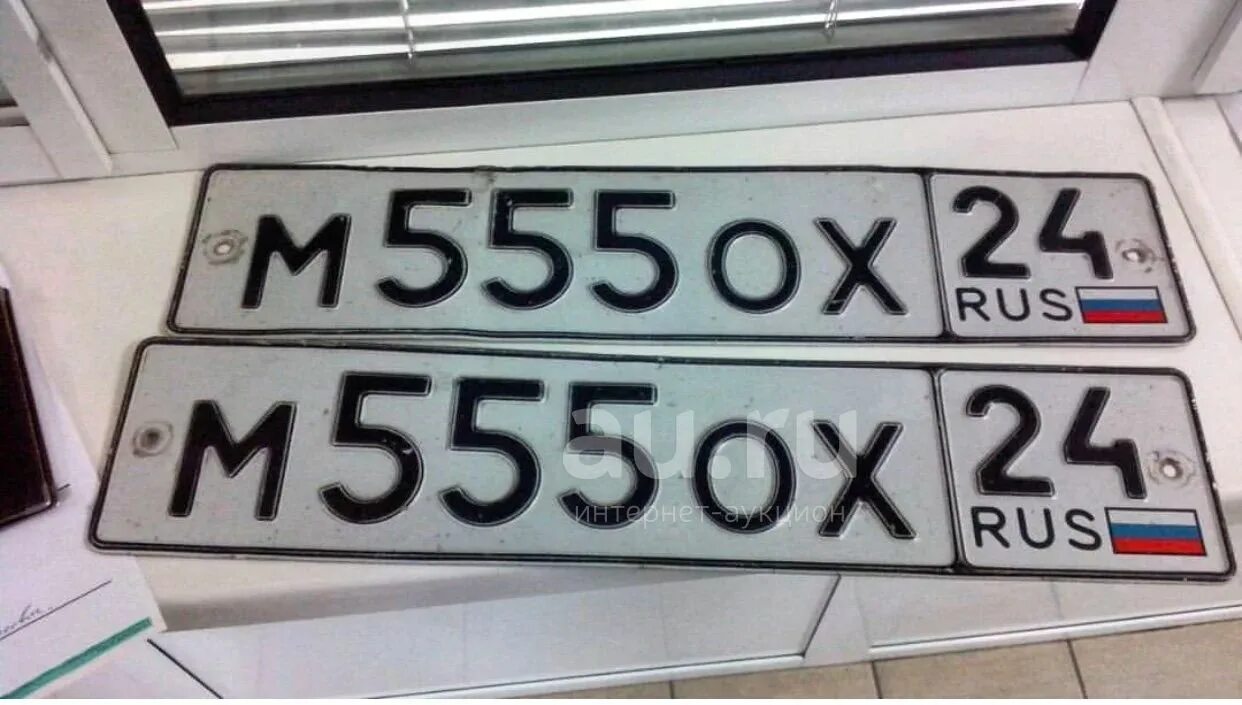 М555ОХ 24
RUS
М555ОХ 24
RUS
au.ru
интернет-аукцион